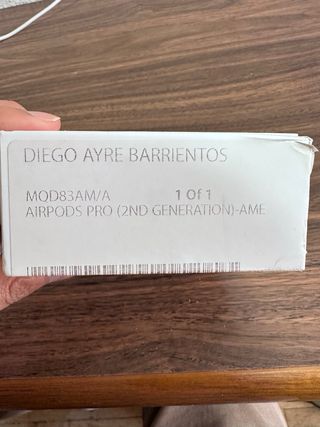 DIEGO AYRE BARRIENTOS
MQD83AM/A 1 Of 1
AIRPODS PRO (2ND GENERATION)-AME